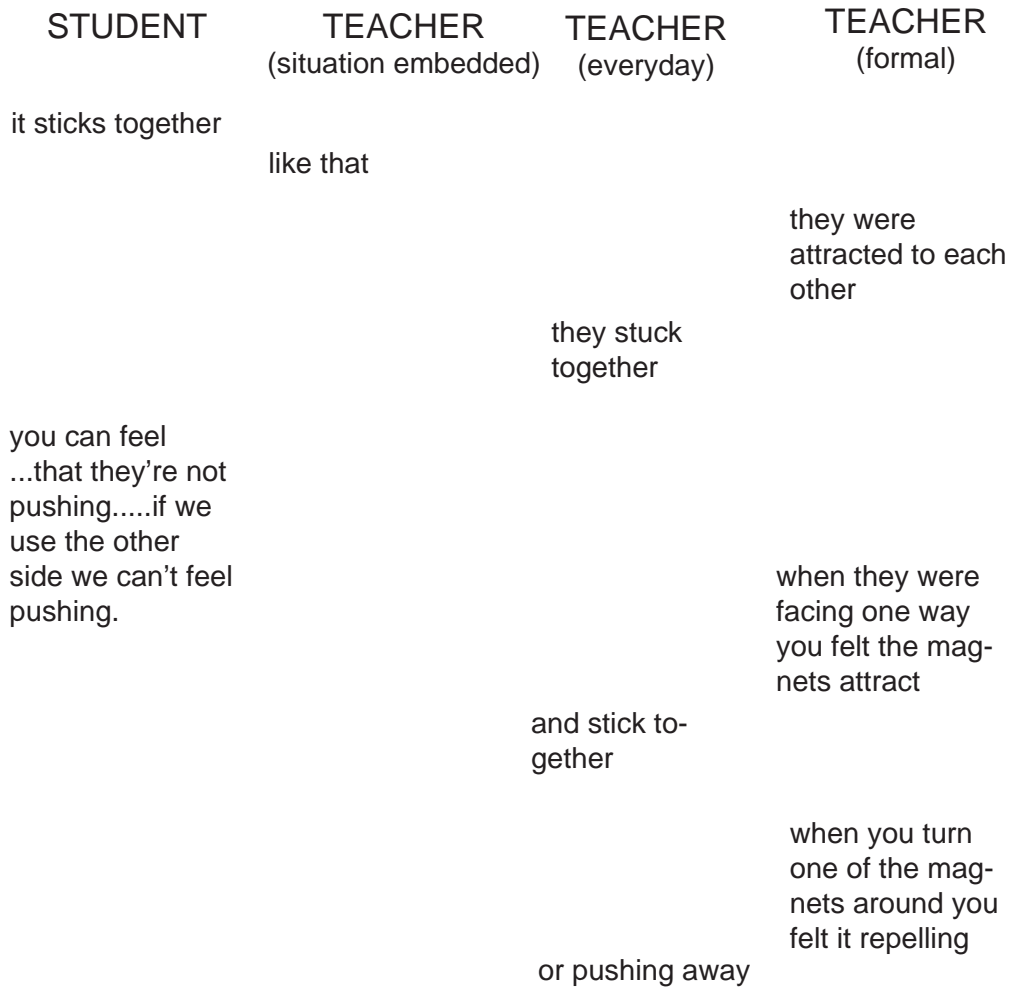 STUDENT TEACHER TEACHER TEACHER
(situation embedded) (everyday) (formal)
it sticks together
like that
they were
attracted to each
other
they stuck
together
you can feel
...that they’re not
pushing.....if we
use the other
side we can’t feel
pushing.
when they were
facing one way
you felt the mag-
nets attract
and stick to-
gether
when you turn
one of the mag-
nets around you
felt it repelling
or pushing away